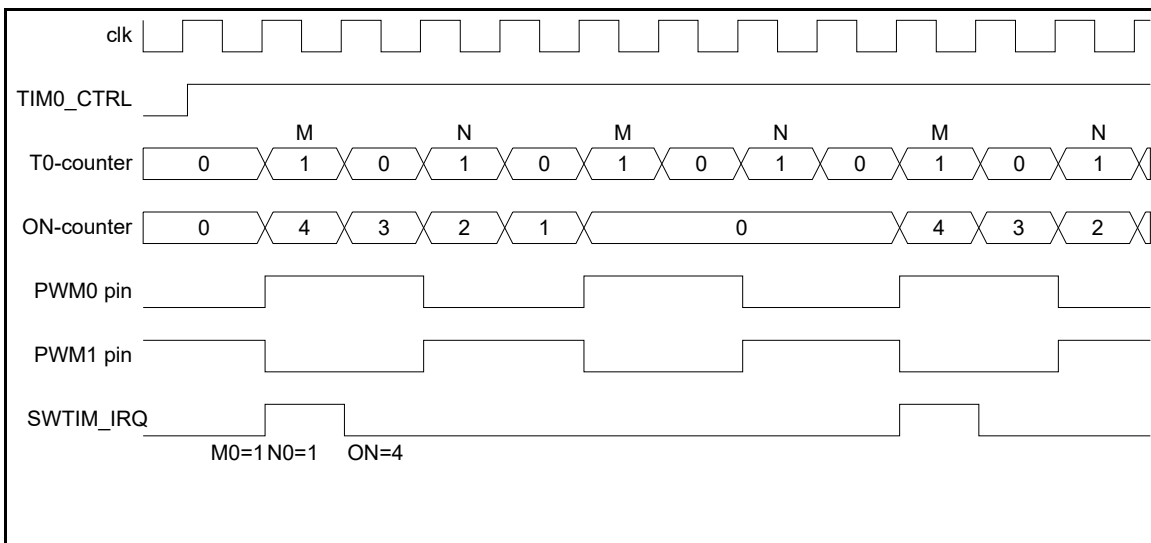 clk
TIM0_CTRL
M N M N M N
T0-counter 0 1 0 1 0 1 0 1 0 1 0 1
ON-counter 0 4 3 2 1 0 4 3 2
PWM0 pin
PWM1 pin
SWTIM_IRQ
M0=1 N0=1 ON=4